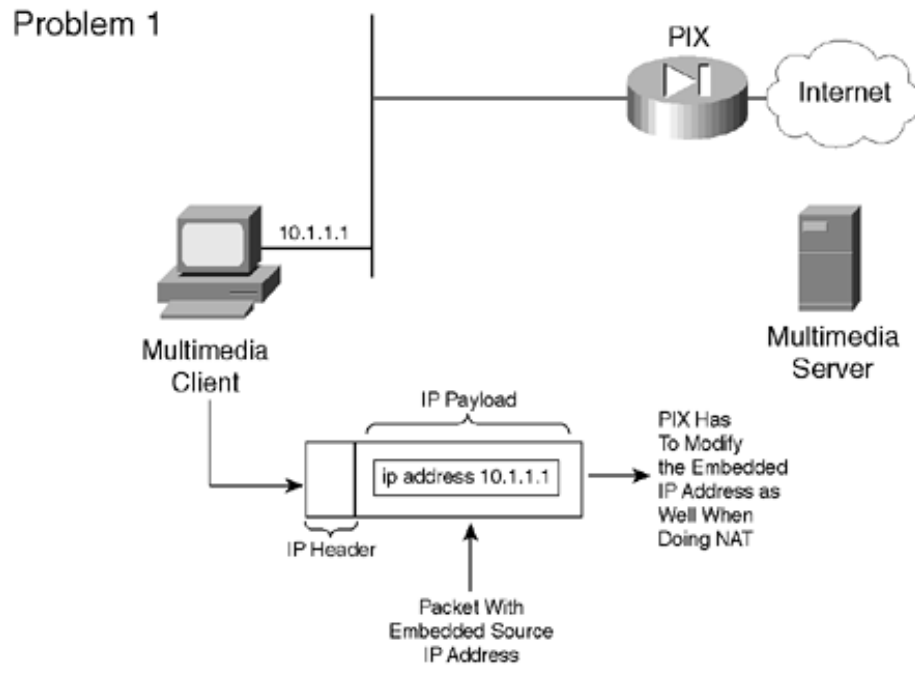 Problem 1
PIX
Internet
10.1.1.1
Multimedia
Client
Multimedia
Server
IP Payload
ip address 10.1.1.1
IP Header
PIX Has
To Modify
the Embedded
IP Address as
Well When
Doing NAT
Packet With
Embedded Source
IP Address